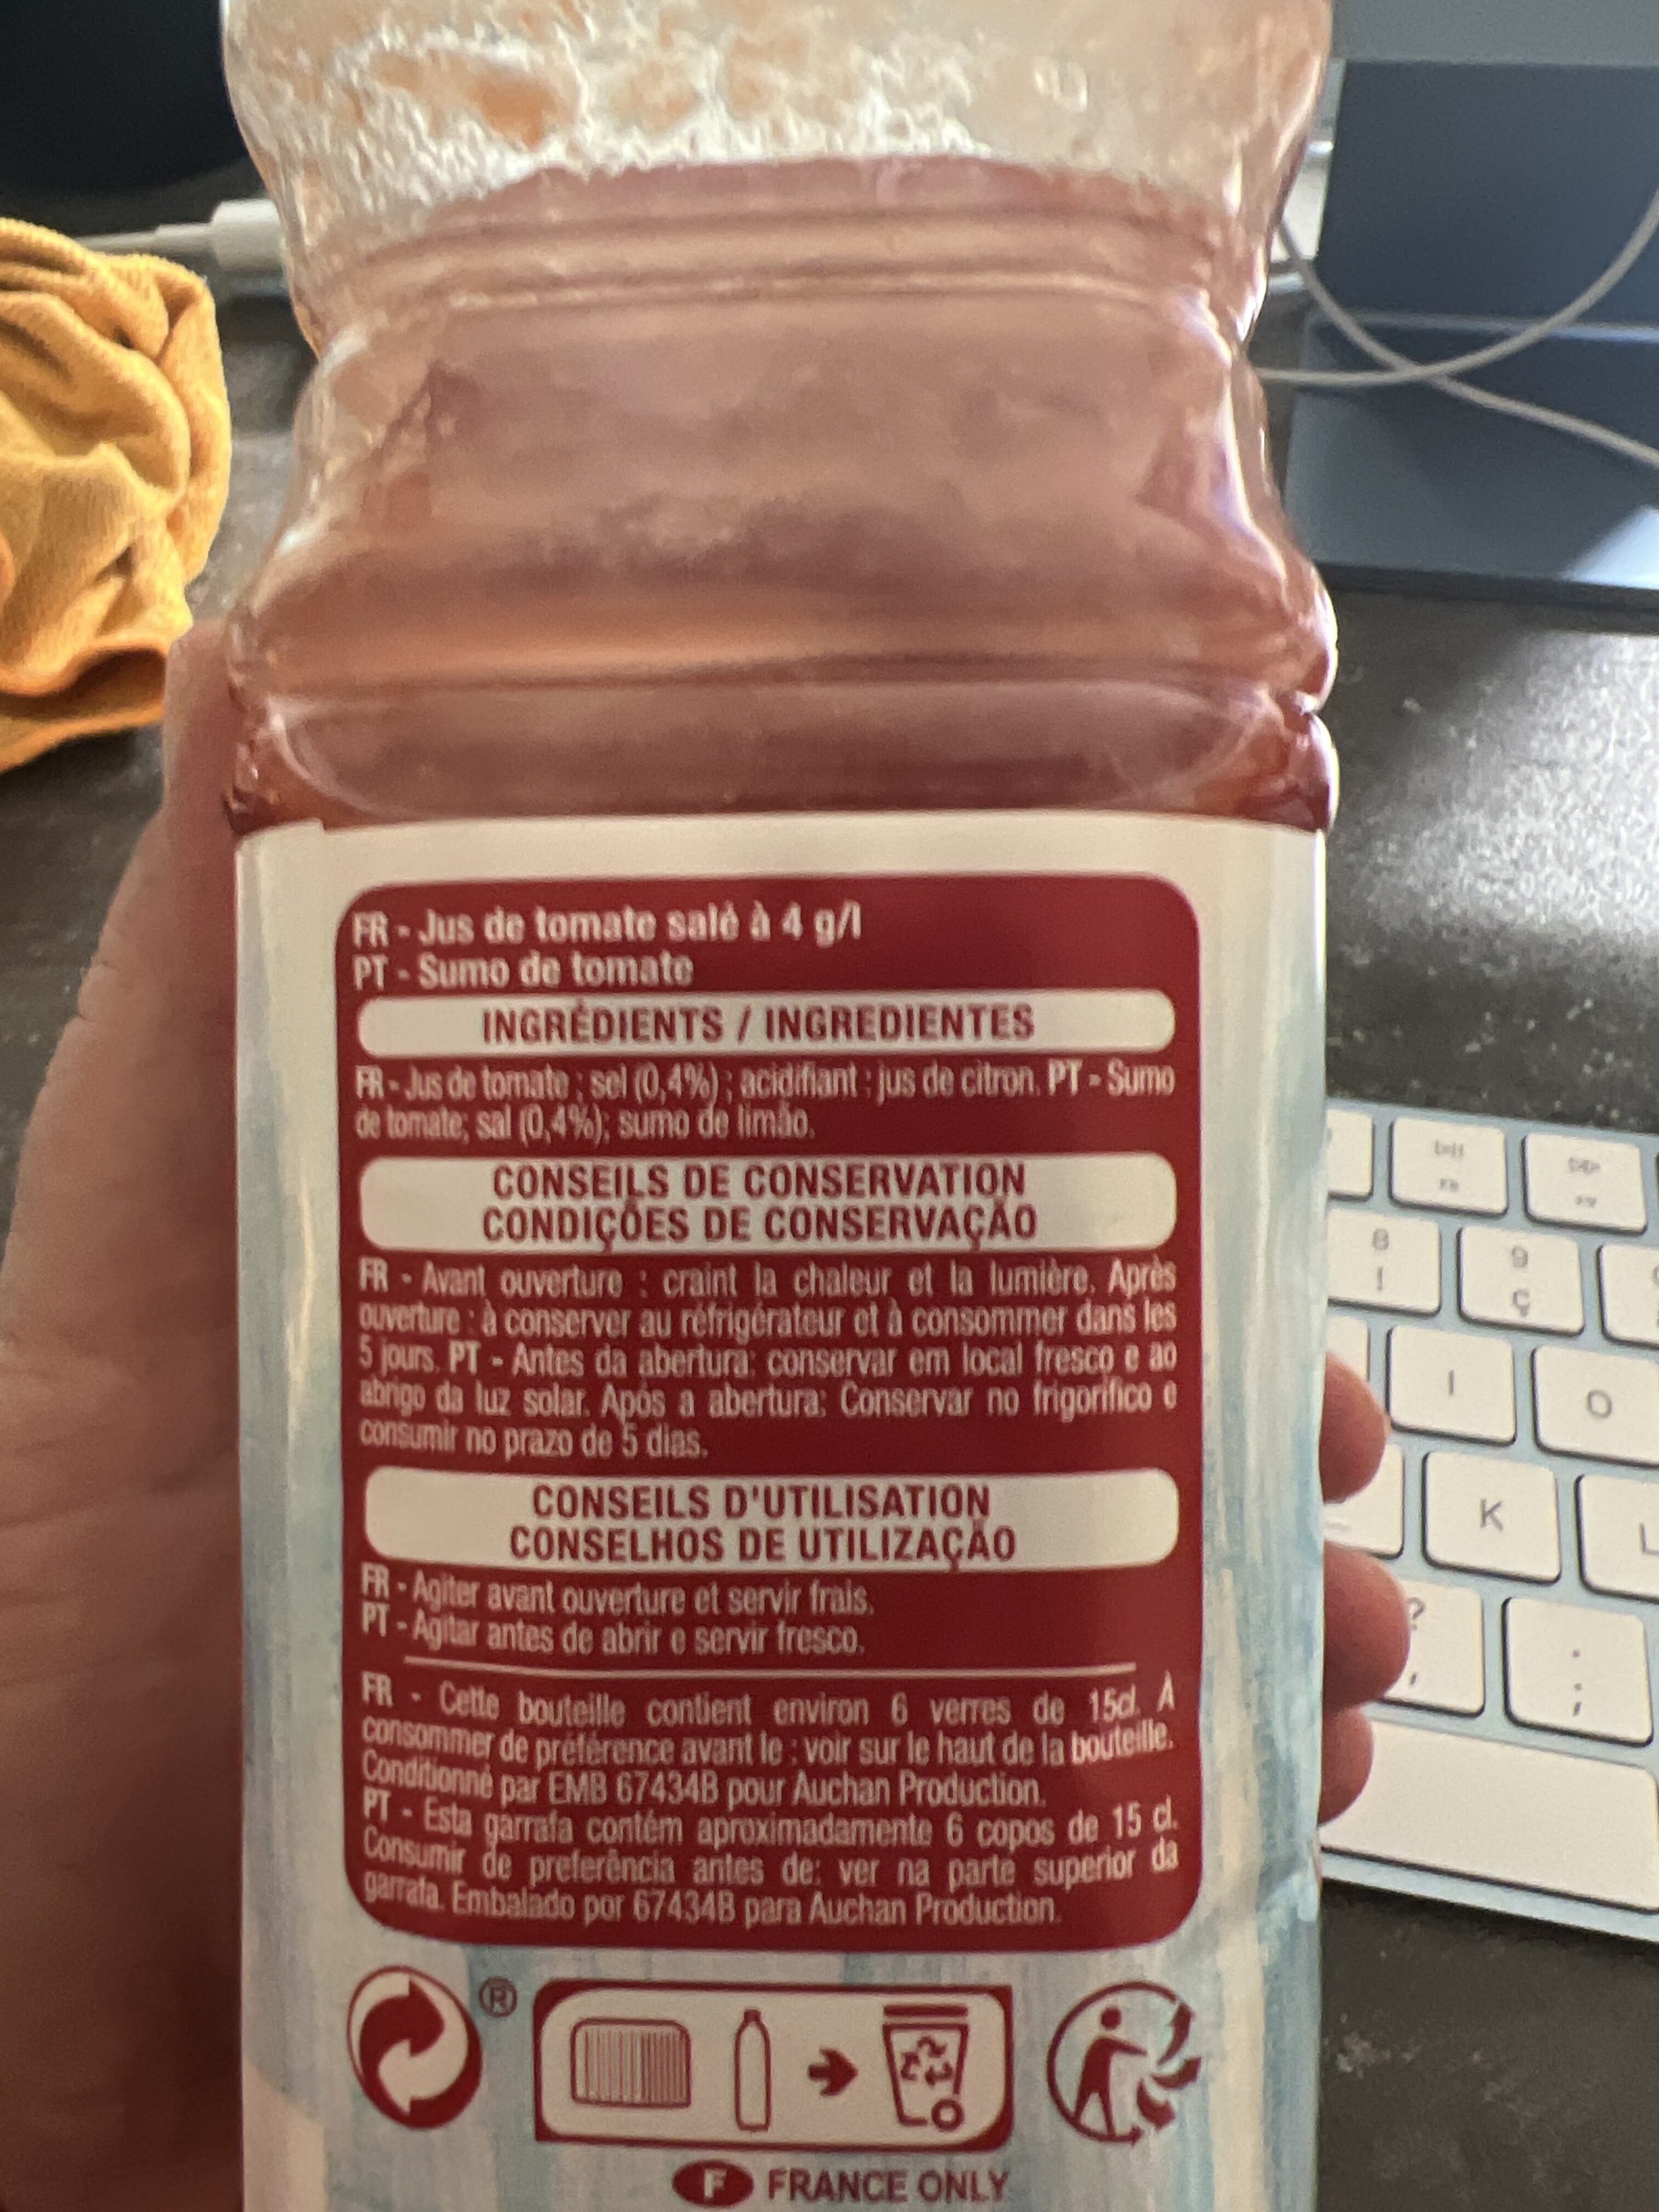 FR - Jus de tomate salé à 4 g/l
PT - Sumo de tomate
INGRÉDIENTS / INGREDIENTES
FR - Jus de tomate ; sel (0,4%) ; acidifiant : jus de citron. PT - Sumo
de tomate; sal (0,4%); sumo de limão.
CONSEILS DE CONSERVATION
CONDIÇÕES DE CONSERVAÇÃO
FR - Avant ouverture : craint la chaleur et la lumière. Après
ouverture : à conserver au réfrigérateur et à consommer dans les
5 jours. PT - Antes da abertura: conservar em local fresco e ao
abrigo da luz solar. Após a abertura: Conservar no frigorífico e
consumir no prazo de 5 dias.
CONSEILS D'UTILISATION
CONSELHOS DE UTILIZAÇÃO
FR - Agiter avant ouverture et servir frais.
PT - Agitar antes de abrir e servir fresco.
FR - Cette bouteille contient environ 6 verres de 15cl. À
consommer de préférence avant le : voir sur le haut de la bouteille.
Conditionné par EMB 67434B pour Auchan Production.
PT - Esta garrafa contém aproximadamente 6 copos de 15 cl.
Consumir de preferência antes de: ver na parte superior da
garrafa. Embalado por 67434B para Auchan Production.
®
F FRANCE ONLY
8
!
9
ç
I
O
K
L
?
,
.
;